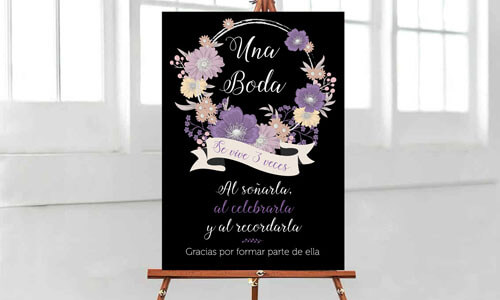 Una
Boda
Se vive 3 veces
Al soñarla,
al celebrarla
y al recordarla
Gracias por formar parte de ella